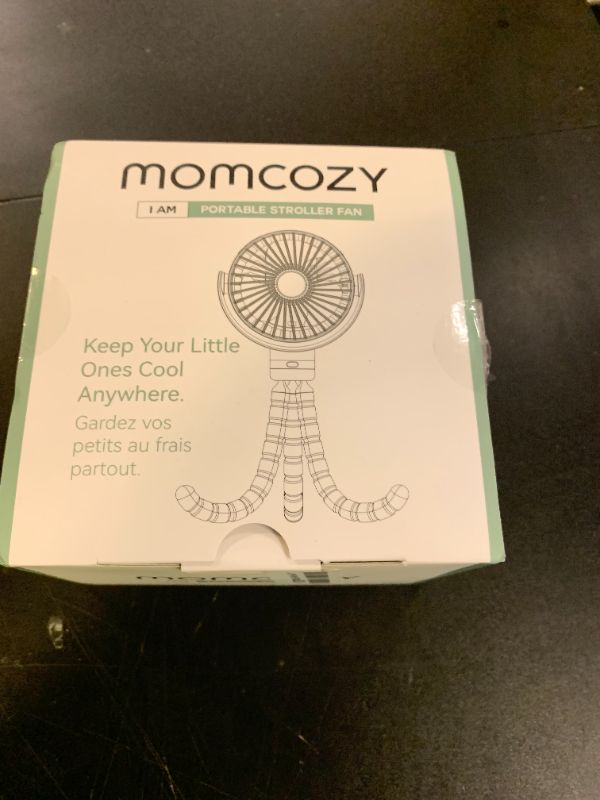 momcozy
I AM PORTABLE STROLLER FAN
Keep Your Little
Ones Cool
Anywhere.
Gardez vos
petits au frais
partout.